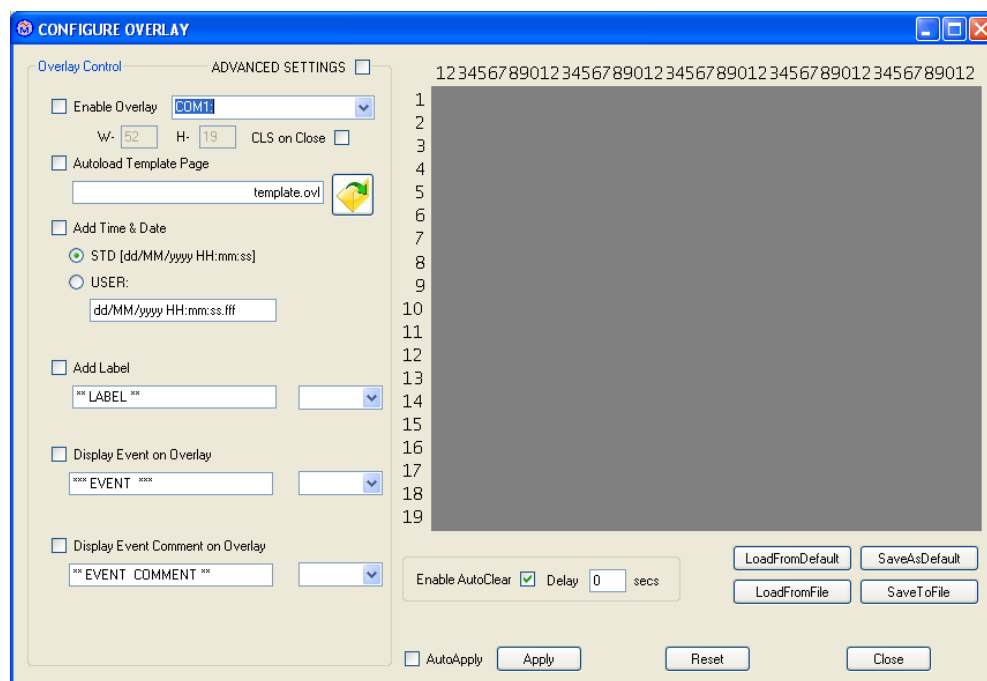 CONFIGURE OVERLAY
Overlay Control ADVANCED SETTINGS
Enable Overlay COM1:
W- 52 H- 19 CLS on Close
Autoload Template Page
template.ovl
Add Time & Date
STD [dd/MM/yyyy HH:mm:ss]
USER:
dd/MM/yyyy HH:mm:ss.fff
Add Label
** LABEL **
Display Event on Overlay
*** EVENT ***
Display Event Comment on Overlay
** EVENT COMMENT **
1234567890123456789012345678901234567890123456789012
1
2
3
4
5
6
7
8
9
10
11
12
13
14
15
16
17
18
19
Enable AutoClear Delay 0 secs
LoadFromDefault SaveAsDefault
LoadFromFile SaveToFile
AutoApply Apply Reset Close